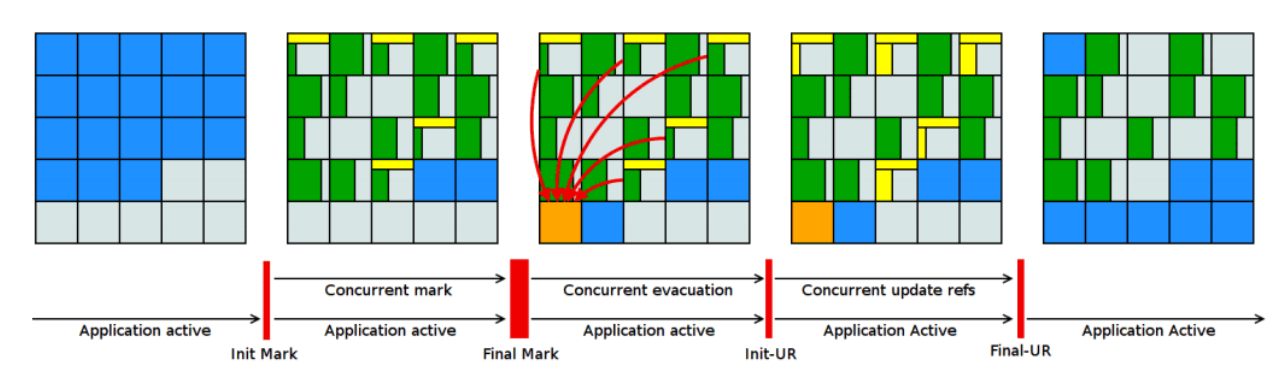 Concurrent mark
Concurrent evacuation
Concurrent update refs
Application active
Application active
Application active
Application Active
Application Active
Init Mark
Final Mark
Init-UR
Final-UR